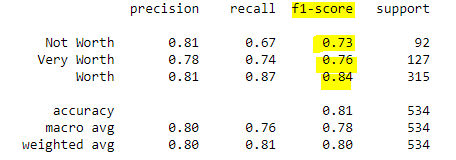 precision recall f1-score support
Not Worth 0.81 0.67 0.73 92
Very Worth 0.78 0.74 0.76 127
Worth 0.81 0.87 0.84 315
accuracy 0.81 534
macro avg 0.80 0.76 0.78 534
weighted avg 0.80 0.81 0.80 534